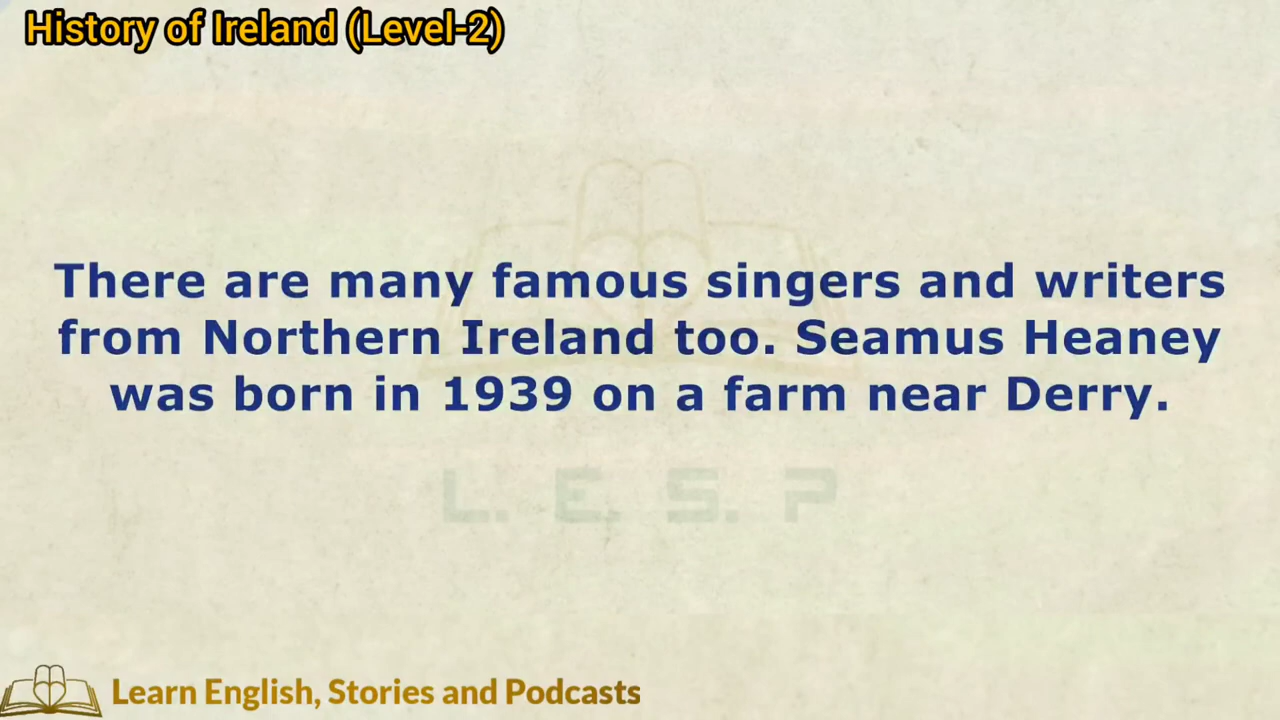 History of Ireland (Level-2)
There are many famous singers and writers
from Northern Ireland too. Seamus Heaney
was born in 1939 on a farm near Derry.
L. E. S. P
Learn English, Stories and Podcasts